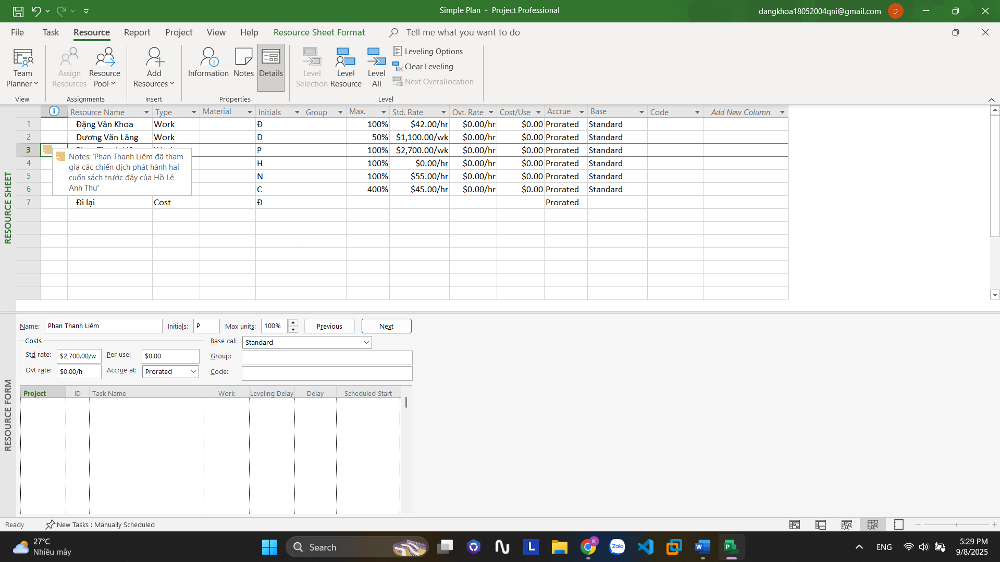 Simple Plan - Project Professional
dangkhoa18052004qni@gmail.com
D
File Task Resource Report Project View Help Resource Sheet Format Tell me what you want to do
Team Planner
Assign Resources
Resource Pool
Add Resources
Information
Notes
Details
Level Selection
Level Resource
Level All
Leveling Options
Clear Leveling
Next Overallocation
View Assignments Insert Properties Level
Resource Name Type Material Initials Group Max. Std. Rate Ovt. Rate Cost/Use Accrue Base Code Add New Column
1 Đặng Văn Khoa Work Đ 100% $42.00/hr $0.00/hr $0.00 Prorated Standard
2 Dương Văn Lăng Work D 50% $1,100.00/wk $0.00/hr $0.00 Prorated Standard
3 P 100% $2,700.00/wk $0.00/hr $0.00 Prorated Standard
4 H 100% $0.00/hr $0.00/hr $0.00 Prorated Standard
5 N 100% $55.00/hr $0.00/hr $0.00 Prorated Standard
6 C 400% $45.00/hr $0.00/hr $0.00 Prorated Standard
7 Đi lại Cost Đ Prorated
Notes: 'Phan Thanh Liêm đã tham
gia các chiến dịch phát hành hai
cuốn sách trước đây của Hồ Lê
Anh Thư'
RESOURCE SHEET
Name: Phan Thanh Liêm Initials: P Max units: 100% Previous Next
Costs
Std rate: $2,700.00/w Per use: $0.00
Ovt rate: $0.00/h Accrue at: Prorated
Base cal: Standard
Group:
Code:
Project ID Task Name Work Leveling Delay Delay Scheduled Start
RESOURCE FORM
Ready New Tasks : Manually Scheduled
27°C
Nhiều mây
Search
L
K
Zalo
W
P
ENG
5:29 PM
9/8/2025